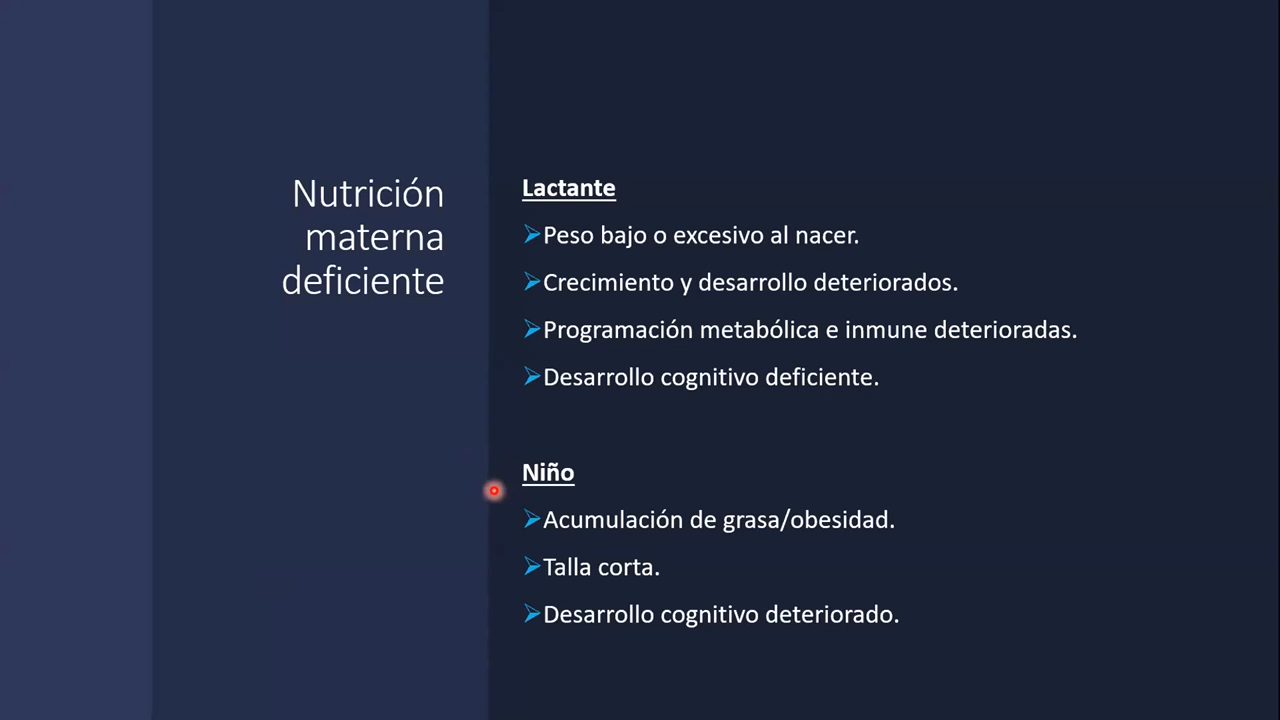 Nutrición
materna
deficiente
Lactante
Peso bajo o excesivo al nacer.
Crecimiento y desarrollo deteriorados.
Programación metabólica e inmune deterioradas.
Desarrollo cognitivo deficiente.
Niño
Acumulación de grasa/obesidad.
Talla corta.
Desarrollo cognitivo deteriorado.